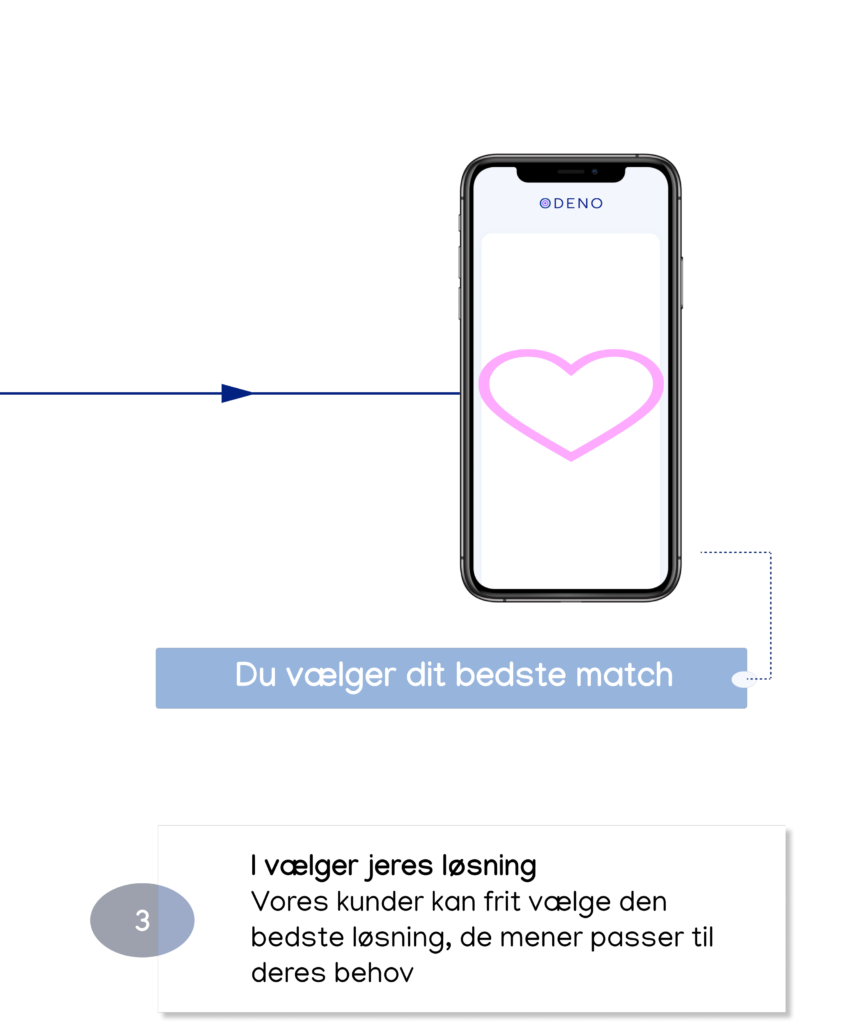 ODENO
Du vælger dit bedste match
I vælger jeres løsning
Vores kunder kan frit vælge den
bedste løsning, de mener passer til
deres behov
3